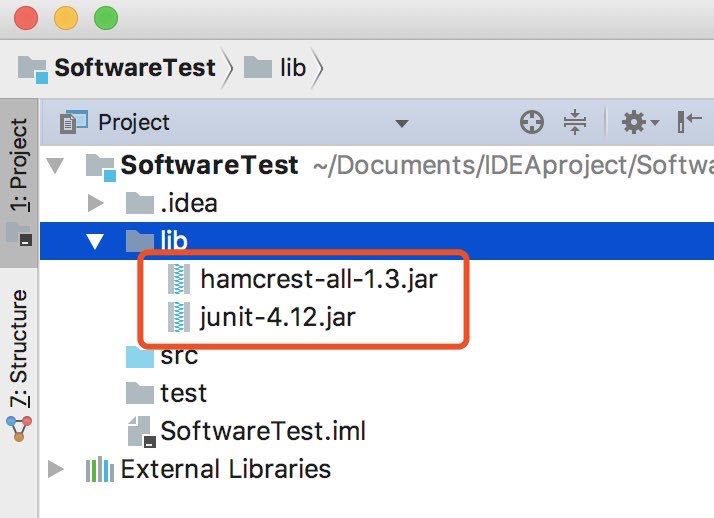 SoftwareTest lib
Project
SoftwareTest ~/Documents/IDEAproject/Softwa
.idea
lib
hamcrest-all-1.3.jar
junit-4.12.jar
src
test
SoftwareTest.iml
External Libraries
1: Project
7: Structure